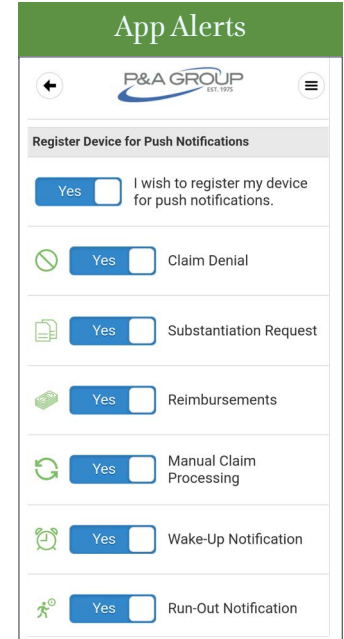 App Alerts
P&A GROUP
EST. 1975
Register Device for Push Notifications
Yes
I wish to register my device
for push notifications.
Yes
Claim Denial
Yes
Substantiation Request
Yes
Reimbursements
Yes
Manual Claim
Processing
Yes
Wake-Up Notification
Yes
Run-Out Notification